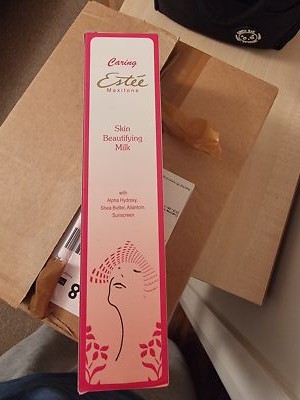 Caring
Estée
Maxitone
Skin
Beautifying
Milk
with
Alpha Hydroxy,
Shea Butter, Allantoin,
Sunscreen